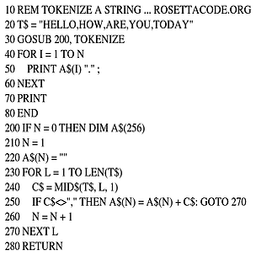 10 REM TOKENIZE A STRING ... ROSETTACODE.ORG
20 T$ = "HELLO,HOW,ARE,YOU,TODAY"
30 GOSUB 200, TOKENIZE
40 FOR I = 1 TO N
50 PRINT A$(I) "." ;
60 NEXT
70 PRINT
80 END
200 IF N = 0 THEN DIM A$(256)
210 N = 1
220 A$(N) = ""
230 FOR L = 1 TO LEN(T$)
240 C$ = MID$(T$, L, 1)
250 IF C$<>"," THEN A$(N) = A$(N) + C$: GOTO 270
260 N = N + 1
270 NEXT L
280 RETURN